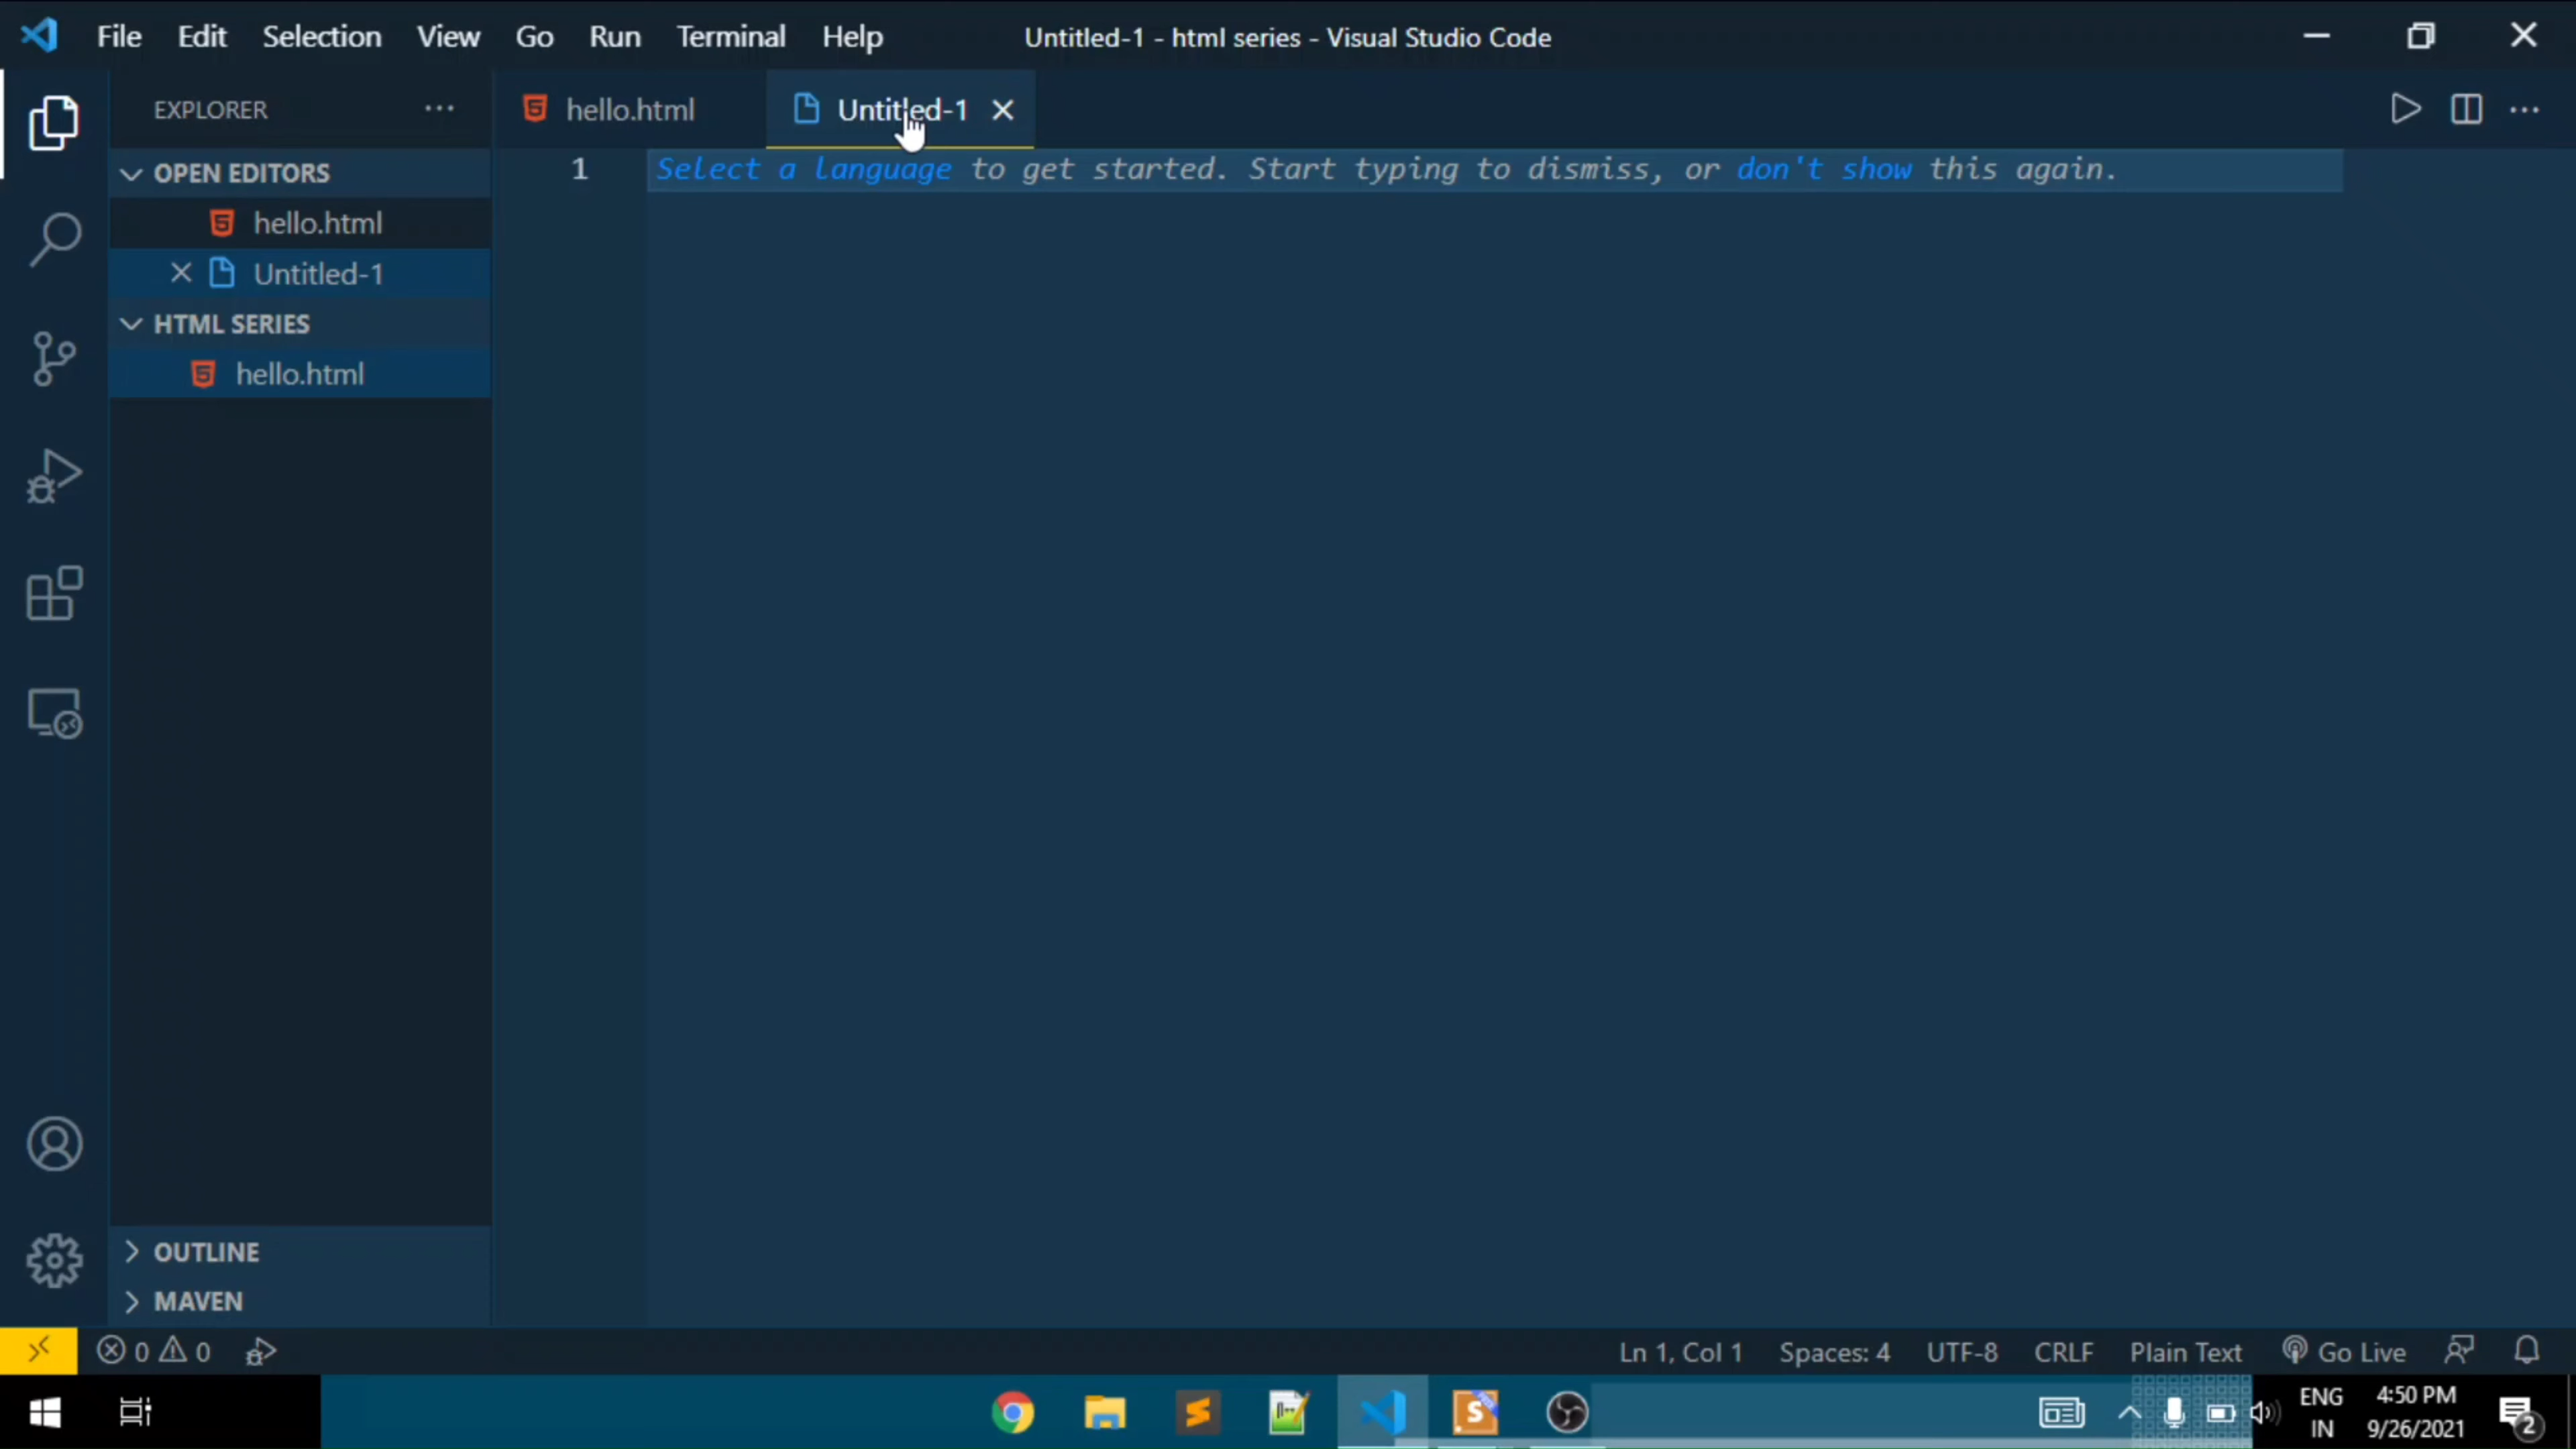 File Edit Selection View Go Run Terminal Help Untitled-1 - html series - Visual Studio Code
EXPLORER
hello.html
Untitled-1
OPEN EDITORS
hello.html
Untitled-1
HTML SERIES
hello.html
1 Select a language to get started. Start typing to dismiss, or don't show this again.
OUTLINE
MAVEN
0 0 Ln 1, Col 1 Spaces: 4 UTF-8 CRLF Plain Text Go Live
ENG
IN
4:50 PM
9/26/2021
2